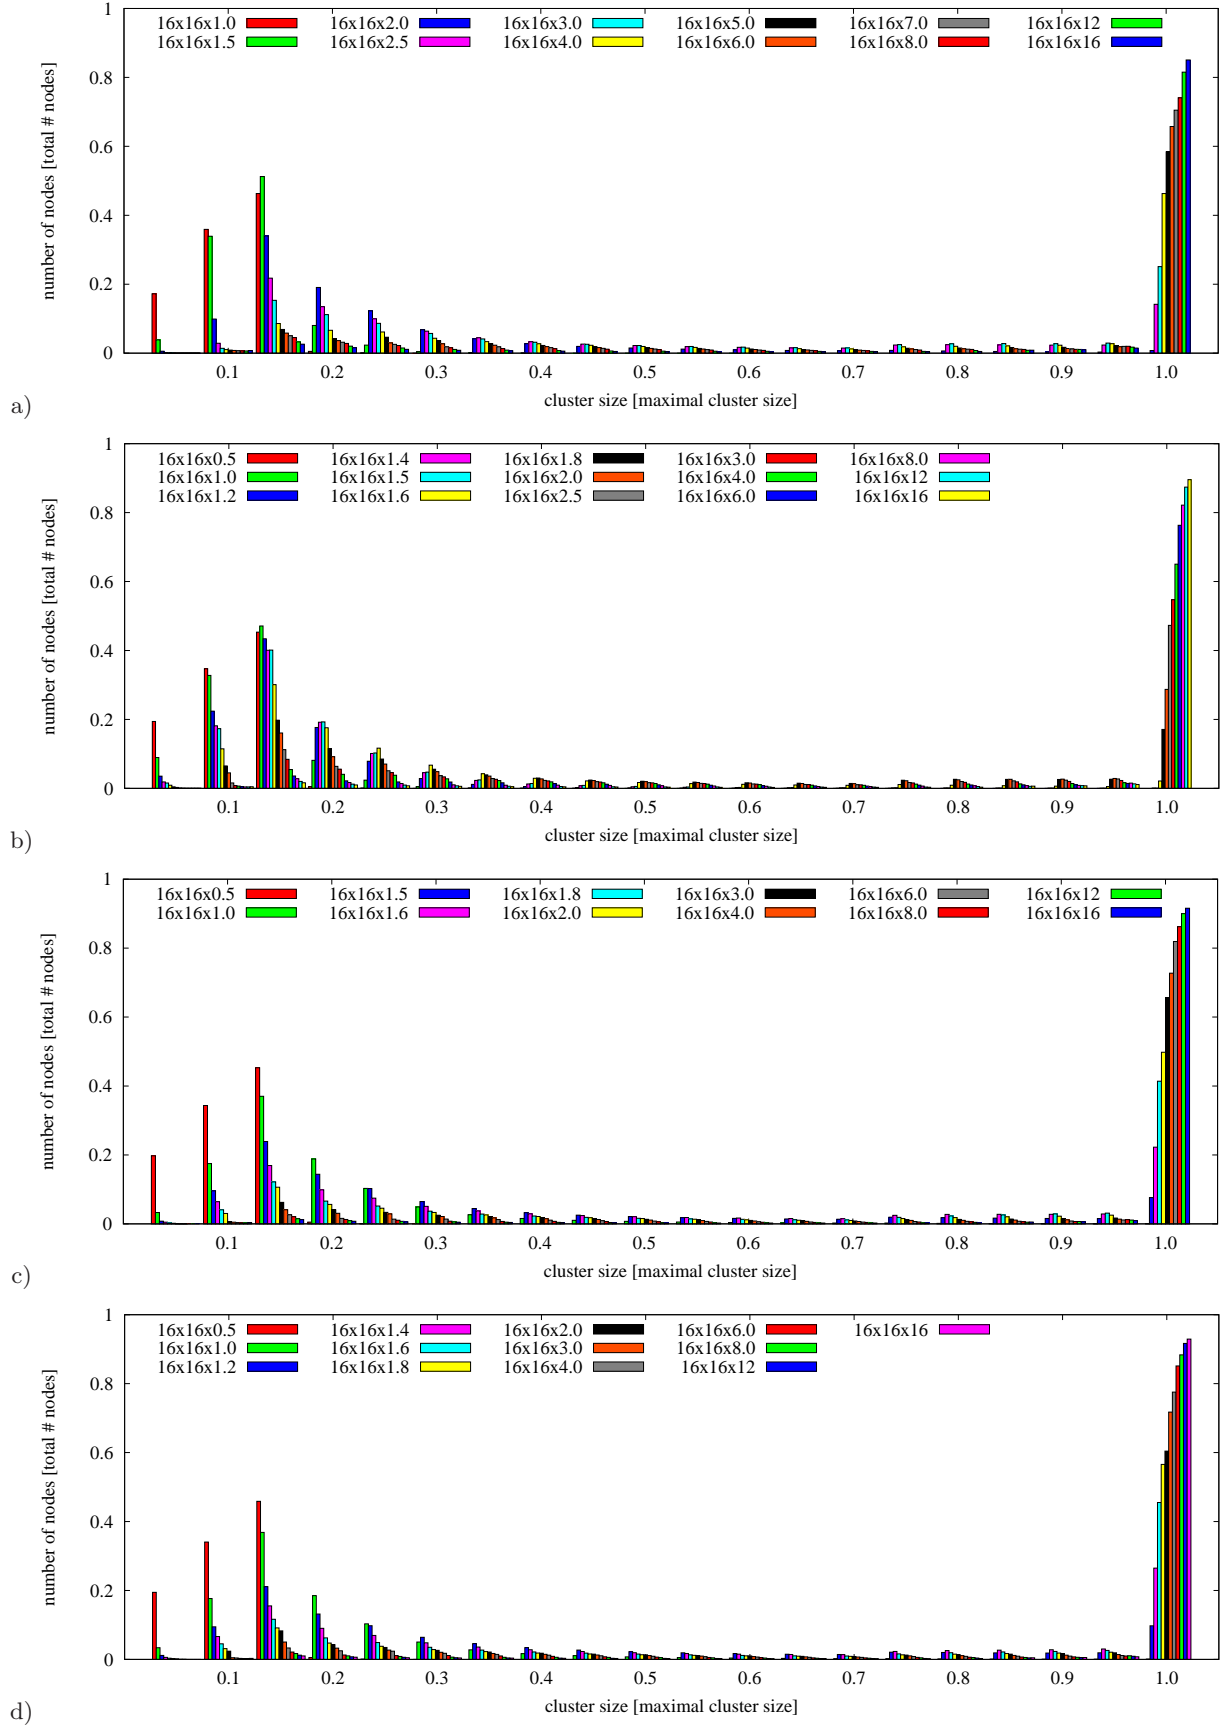 1
0.8
0.6
0.4
0.2
0
number of nodes [total # nodes]
16x16x1.0 16x16x2.0 16x16x3.0 16x16x5.0 16x16x7.0 16x16x12
16x16x1.5 16x16x2.5 16x16x4.0 16x16x6.0 16x16x8.0 16x16x16
0.1 0.2 0.3 0.4 0.5 0.6 0.7 0.8 0.9 1.0
cluster size [maximal cluster size]
a)
1
0.8
0.6
0.4
0.2
0
number of nodes [total # nodes]
16x16x0.5 16x16x1.4 16x16x1.8 16x16x3.0 16x16x8.0
16x16x1.0 16x16x1.5 16x16x2.0 16x16x4.0 16x16x12
16x16x1.2 16x16x1.6 16x16x2.5 16x16x6.0 16x16x16
0.1 0.2 0.3 0.4 0.5 0.6 0.7 0.8 0.9 1.0
cluster size [maximal cluster size]
b)
1
0.8
0.6
0.4
0.2
0
number of nodes [total # nodes]
16x16x0.5 16x16x1.5 16x16x1.8 16x16x3.0 16x16x6.0 16x16x12
16x16x1.0 16x16x1.6 16x16x2.0 16x16x4.0 16x16x8.0 16x16x16
0.1 0.2 0.3 0.4 0.5 0.6 0.7 0.8 0.9 1.0
cluster size [maximal cluster size]
c)
1
0.8
0.6
0.4
0.2
0
number of nodes [total # nodes]
16x16x0.5 16x16x1.4 16x16x2.0 16x16x6.0 16x16x16
16x16x1.0 16x16x1.6 16x16x3.0 16x16x8.0
16x16x1.2 16x16x1.8 16x16x4.0 16x16x12
0.1 0.2 0.3 0.4 0.5 0.6 0.7 0.8 0.9 1.0
cluster size [maximal cluster size]
d)